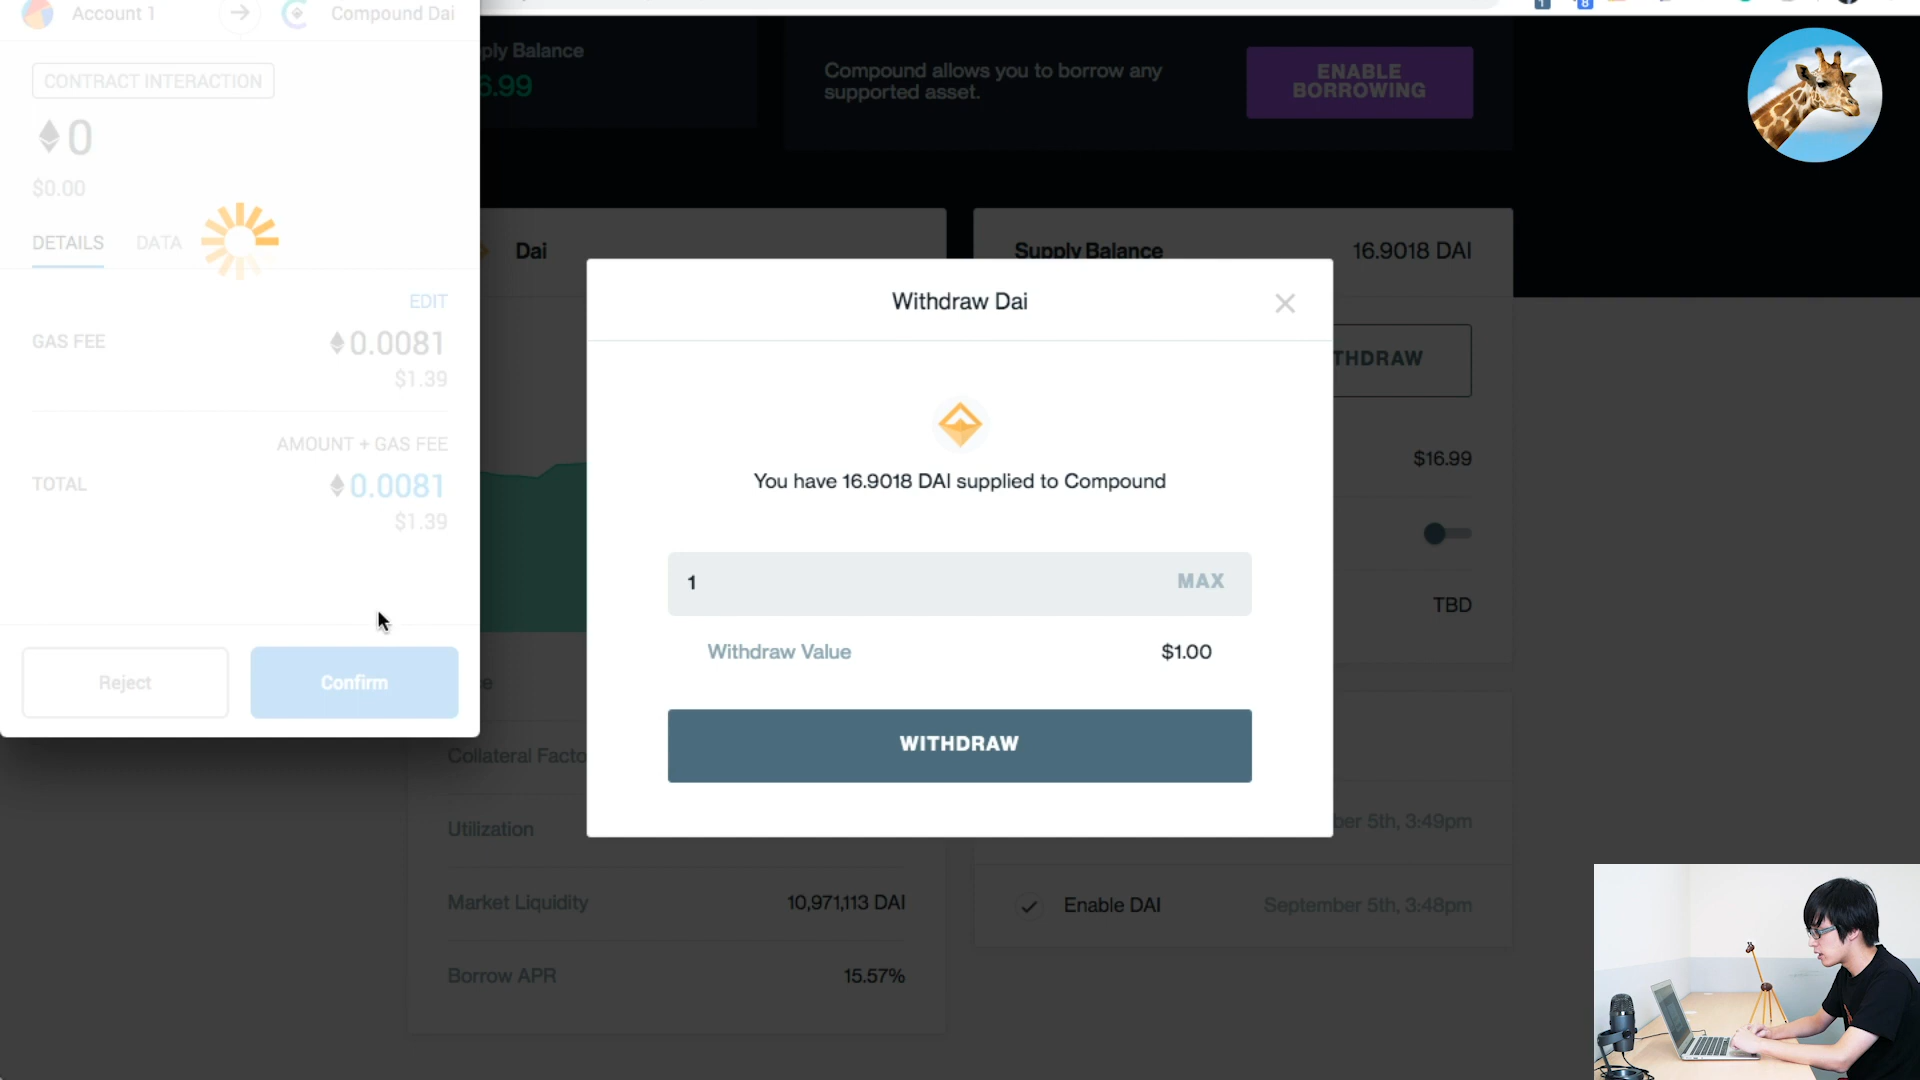 Account 1
Compound Dai
CONTRACT INTERACTION
0
$0.00
DETAILS
DATA
EDIT
GAS FEE
0.0081
$1.39
AMOUNT + GAS FEE
TOTAL
0.0081
$1.39
Reject
Confirm
ply Balance
6.99
Compound allows you to borrow any
supported asset.
ENABLE
BORROWING
Dai
Supply Balance
16.9018 DAI
Withdraw Dai
THDRAW
You have 16.9018 DAI supplied to Compound
$16.99
1
MAX
TBD
Withdraw Value
$1.00
WITHDRAW
Collateral Facto
Utilization
ber 5th, 3:49pm
Market Liquidity
10,971,113 DAI
Enable DAI
September 5th, 3:48pm
Borrow APR
15.57%